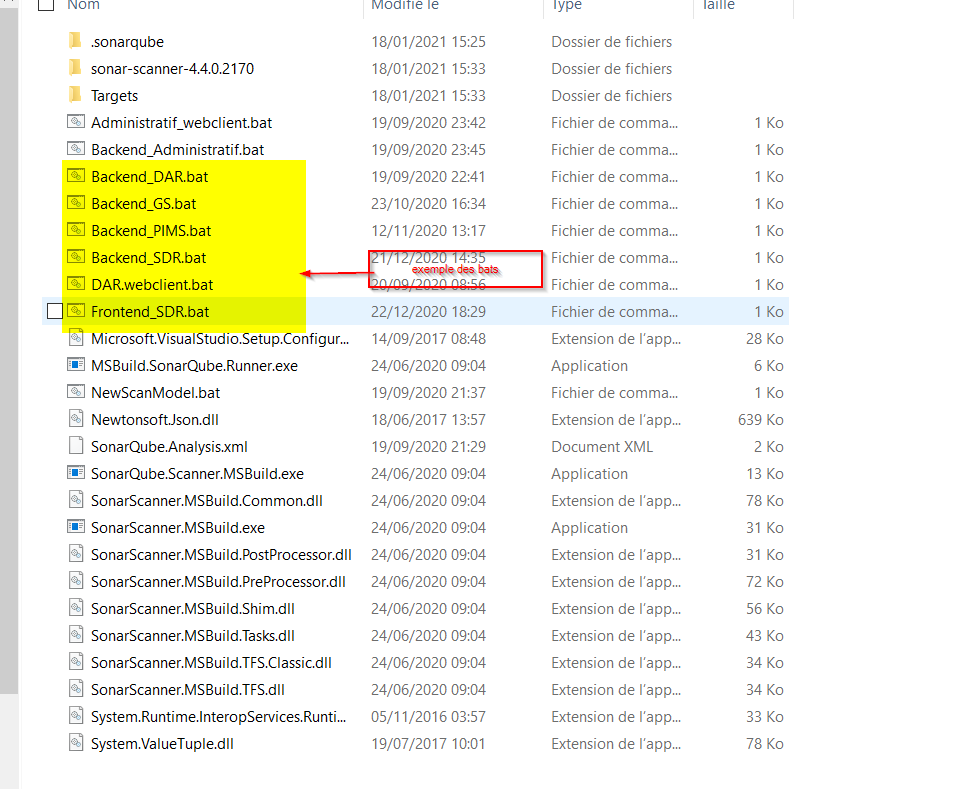 Nom Modifié le Type Taille
.sonarqube 18/01/2021 15:25 Dossier de fichiers
sonar-scanner-4.4.0.2170 18/01/2021 15:33 Dossier de fichiers
Targets 18/01/2021 15:33 Dossier de fichiers
Administratif_webclient.bat 19/09/2020 23:42 Fichier de comma... 1 Ko
Backend_Administratif.bat 19/09/2020 23:45 Fichier de comma... 1 Ko
Backend_DAR.bat 19/09/2020 22:41 Fichier de comma... 1 Ko
Backend_GS.bat 23/10/2020 16:34 Fichier de comma... 1 Ko
Backend_PIMS.bat 12/11/2020 13:17 Fichier de comma... 1 Ko
Backend_SDR.bat 21/12/2020 14:35 Fichier de comma... 1 Ko
exemple des bats
DAR.webclient.bat 20/09/2020 08:56 Fichier de comma... 1 Ko
Frontend_SDR.bat 22/12/2020 18:29 Fichier de comma... 1 Ko
Microsoft.VisualStudio.Setup.Configur... 14/09/2017 08:48 Extension de l'app... 28 Ko
MSBuild.SonarQube.Runner.exe 24/06/2020 09:04 Application 6 Ko
NewScanModel.bat 19/09/2020 21:37 Fichier de comma... 1 Ko
Newtonsoft.Json.dll 18/06/2017 13:57 Extension de l'app... 639 Ko
SonarQube.Analysis.xml 19/09/2020 21:29 Document XML 2 Ko
SonarQube.Scanner.MSBuild.exe 24/06/2020 09:04 Application 13 Ko
SonarScanner.MSBuild.Common.dll 24/06/2020 09:04 Extension de l'app... 78 Ko
SonarScanner.MSBuild.exe 24/06/2020 09:04 Application 31 Ko
SonarScanner.MSBuild.PostProcessor.dll 24/06/2020 09:04 Extension de l'app... 31 Ko
SonarScanner.MSBuild.PreProcessor.dll 24/06/2020 09:04 Extension de l'app... 72 Ko
SonarScanner.MSBuild.Shim.dll 24/06/2020 09:04 Extension de l'app... 56 Ko
SonarScanner.MSBuild.Tasks.dll 24/06/2020 09:04 Extension de l'app... 43 Ko
SonarScanner.MSBuild.TFS.Classic.dll 24/06/2020 09:04 Extension de l'app... 34 Ko
SonarScanner.MSBuild.TFS.dll 24/06/2020 09:04 Extension de l'app... 34 Ko
System.Runtime.InteropServices.Runti... 05/11/2016 03:57 Extension de l'app... 33 Ko
System.ValueTuple.dll 19/07/2017 10:01 Extension de l'app... 78 Ko